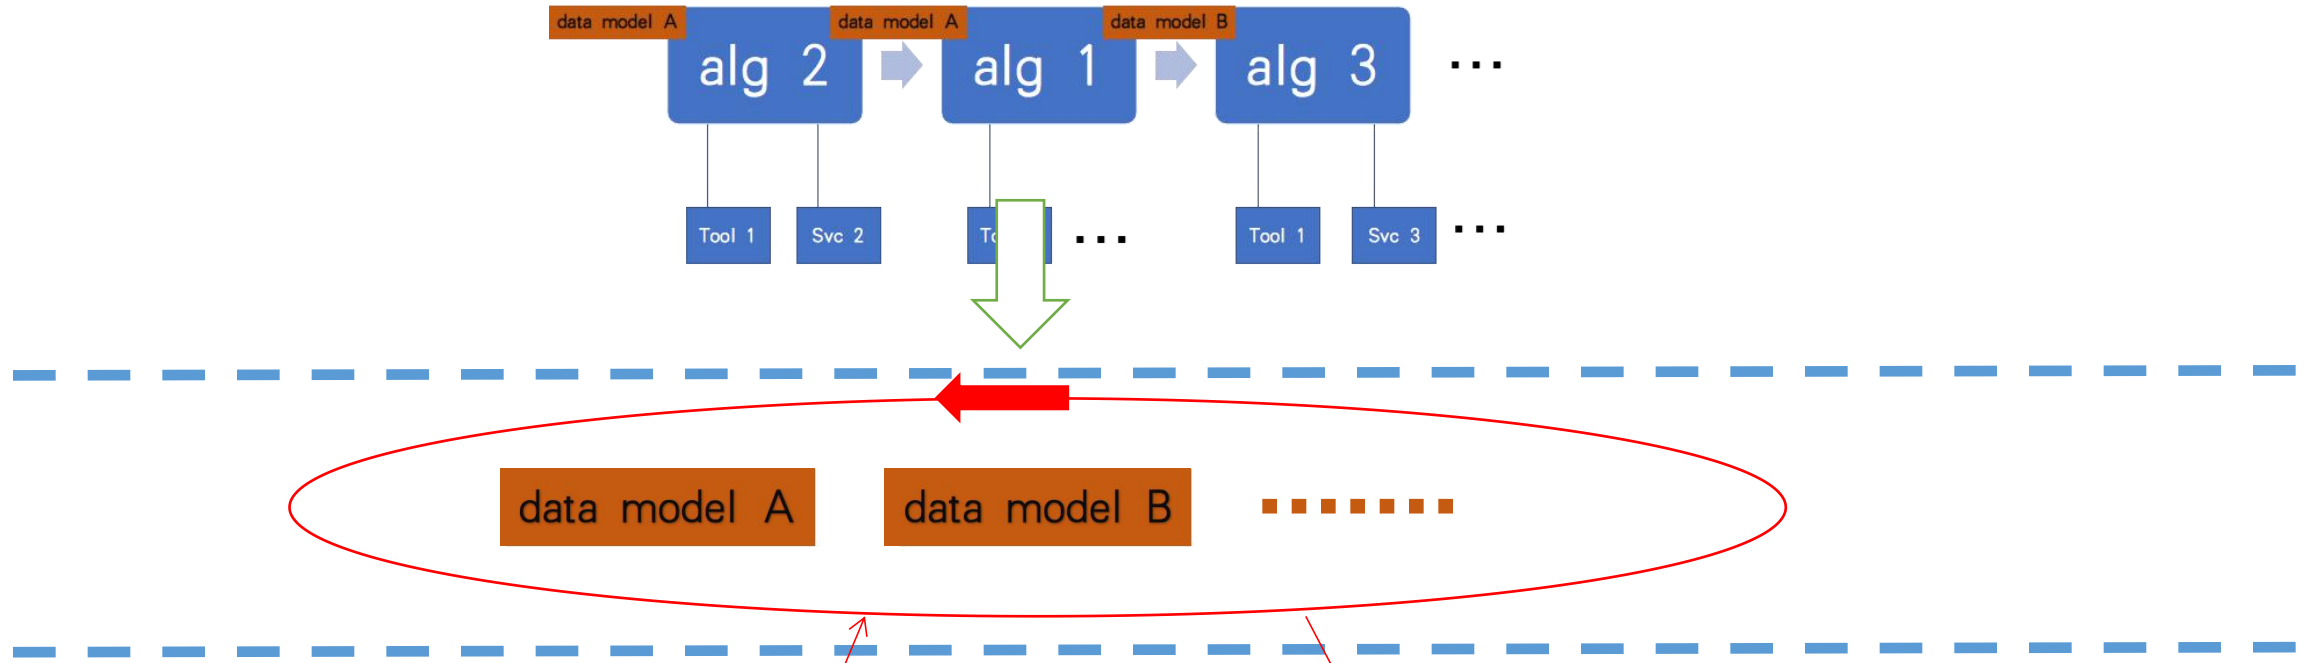 data model A
data model A
data model B
alg 2
alg 1
alg 3
...
Tool 1
Svc 2
...
Tool 1
Svc 3
...
data model A
data model B